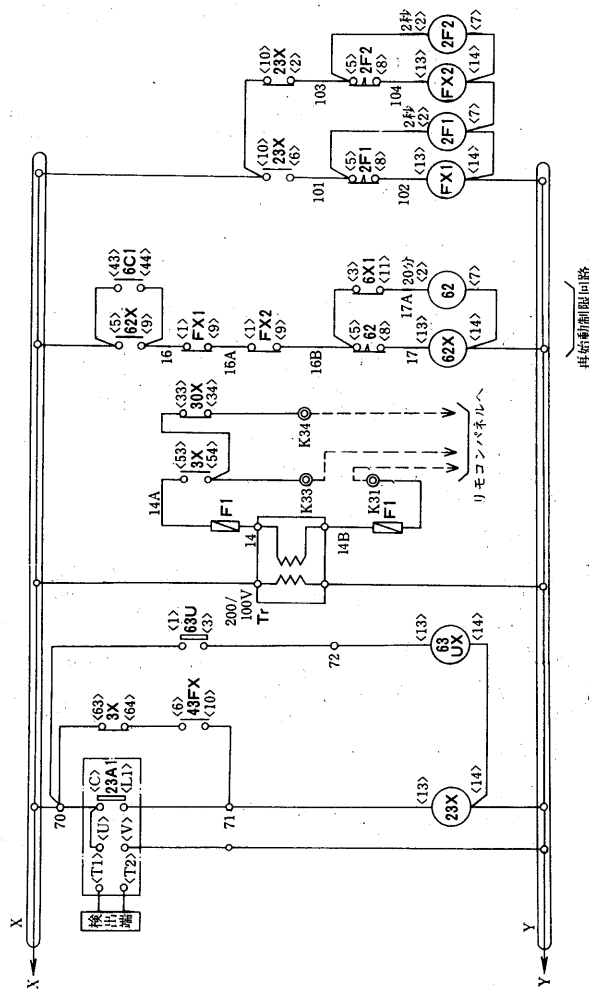 X
X
70
〈C〉
23A1
〈L1〉
〈U〉
〈V〉
〈T1〉
〈T2〉
検出端
71
〈13〉
23X
〈14〉
〈63〉
3X
〈64〉
〈6〉
43FX
〈10〉
〈1〉
63U
〈3〉
72
〈13〉
63
UX
〈14〉
200/
100V
Tr
14
14B
F1
F1
14A
〈53〉
3X
〈54〉
〈33〉
30X
〈34〉
K33
K34
K31
リモコンパネルへ
〈43〉
6C1
〈44〉
〈5〉
62X
〈9〉
16
〈1〉
FX1
〈9〉
16A
〈1〉
FX2
〈9〉
16B
〈5〉
62
〈8〉
17
〈13〉
62X
〈14〉
〈3〉
6X1
〈11〉
17A
20分
〈2〉
62
〈7〉
再始動制限回路
〈10〉
23X
〈6〉
101
〈5〉
2F1
〈8〉
102
〈13〉
FX1
〈14〉
2秒
〈2〉
2F1
〈7〉
〈10〉
23X
〈2〉
103
〈5〉
2F2
〈8〉
104
〈13〉
FX2
〈14〉
2秒
〈2〉
2F2
〈7〉
Y
Y